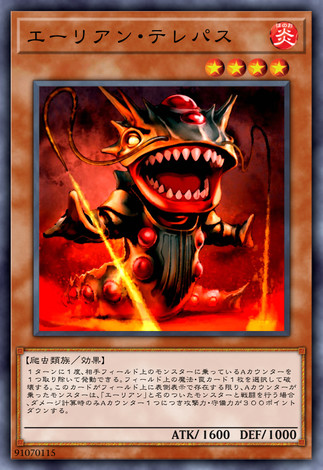 エーリアン・テレパス
炎
【爬虫類族/効果】
１ターンに１度、相手フィールド上のモンスターに乗っているＡカウンターを
１つ取り除いて発動できる。フィールド上の魔法・罠カード１枚を選択して破
壊する。このカードがフィールド上に表側表示で存在する限り、Ａカウンターが
乗ったモンスターは、「エーリアン」と名のついたモンスターと戦闘を行う場合
、ダメージ計算時のみＡカウンター１つにつき攻撃力・守備力が３００ポイント
ダウンする。
ATK/1600 DEF/1000
91070115